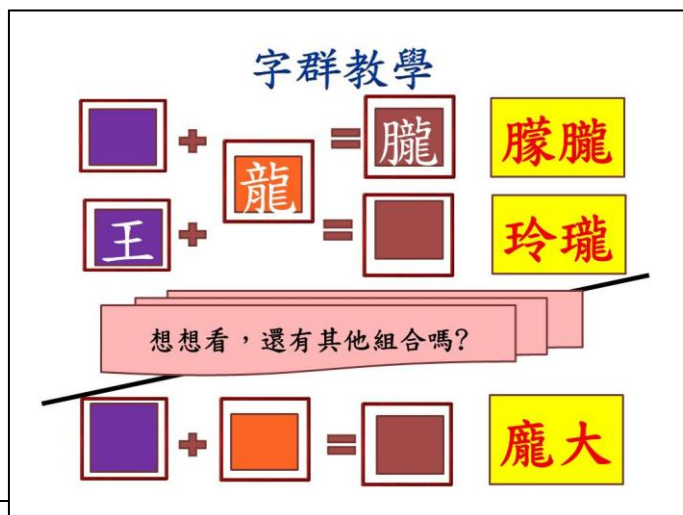 字群教學
+ 龍 = 朧 朦朧
王 + = 玲瓏
想想看，還有其他組合嗎?
+ = 龐大